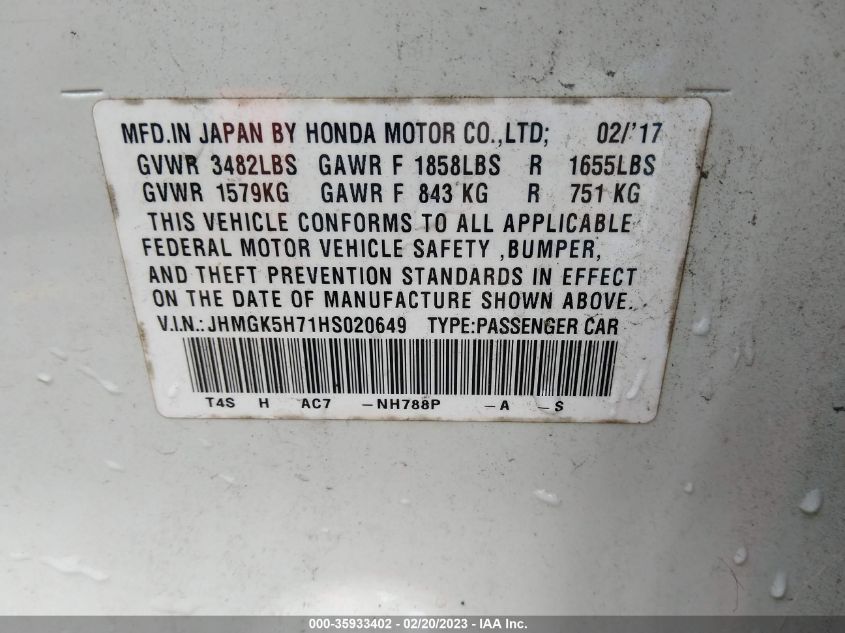 MFD.IN JAPAN BY HONDA MOTOR CO.,LTD; 02/'17
GVWR 3482LBS GAWR F 1858LBS R 1655LBS
GVWR 1579KG GAWR F 843 KG R 751 KG
THIS VEHICLE CONFORMS TO ALL APPLICABLE
FEDERAL MOTOR VEHICLE SAFETY ,BUMPER,
AND THEFT PREVENTION STANDARDS IN EFFECT
ON THE DATE OF MANUFACTURE SHOWN ABOVE.
V.I.N.:JHMGK5H71HS020649 TYPE:PASSENGER CAR
T4S H AC7 –NH788P –A –S
000-35933402 - 02/20/2023 - IAA Inc.